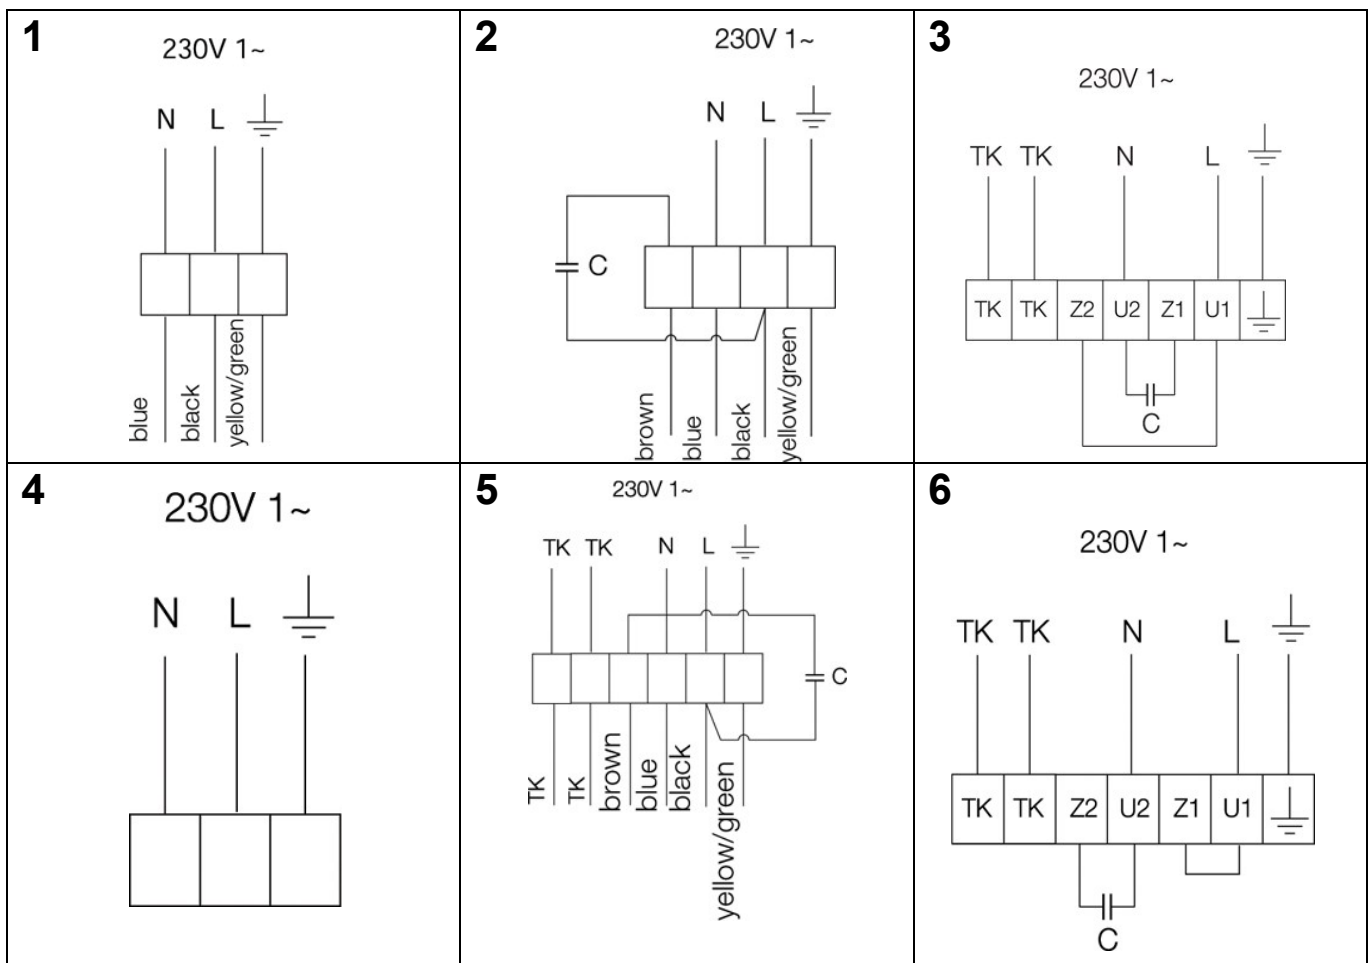 1
230V 1~
N L
blue
black
yellow/green
2
230V 1~
N L
C
brown
blue
black
yellow/green
3
230V 1~
TK TK N L
TK TK Z2 U2 Z1 U1
C
4
230V 1~
N L
5
230V 1~
TK TK N L
C
TK
TK
brown
blue
black
yellow/green
6
230V 1~
TK TK N L
TK TK Z2 U2 Z1 U1
C